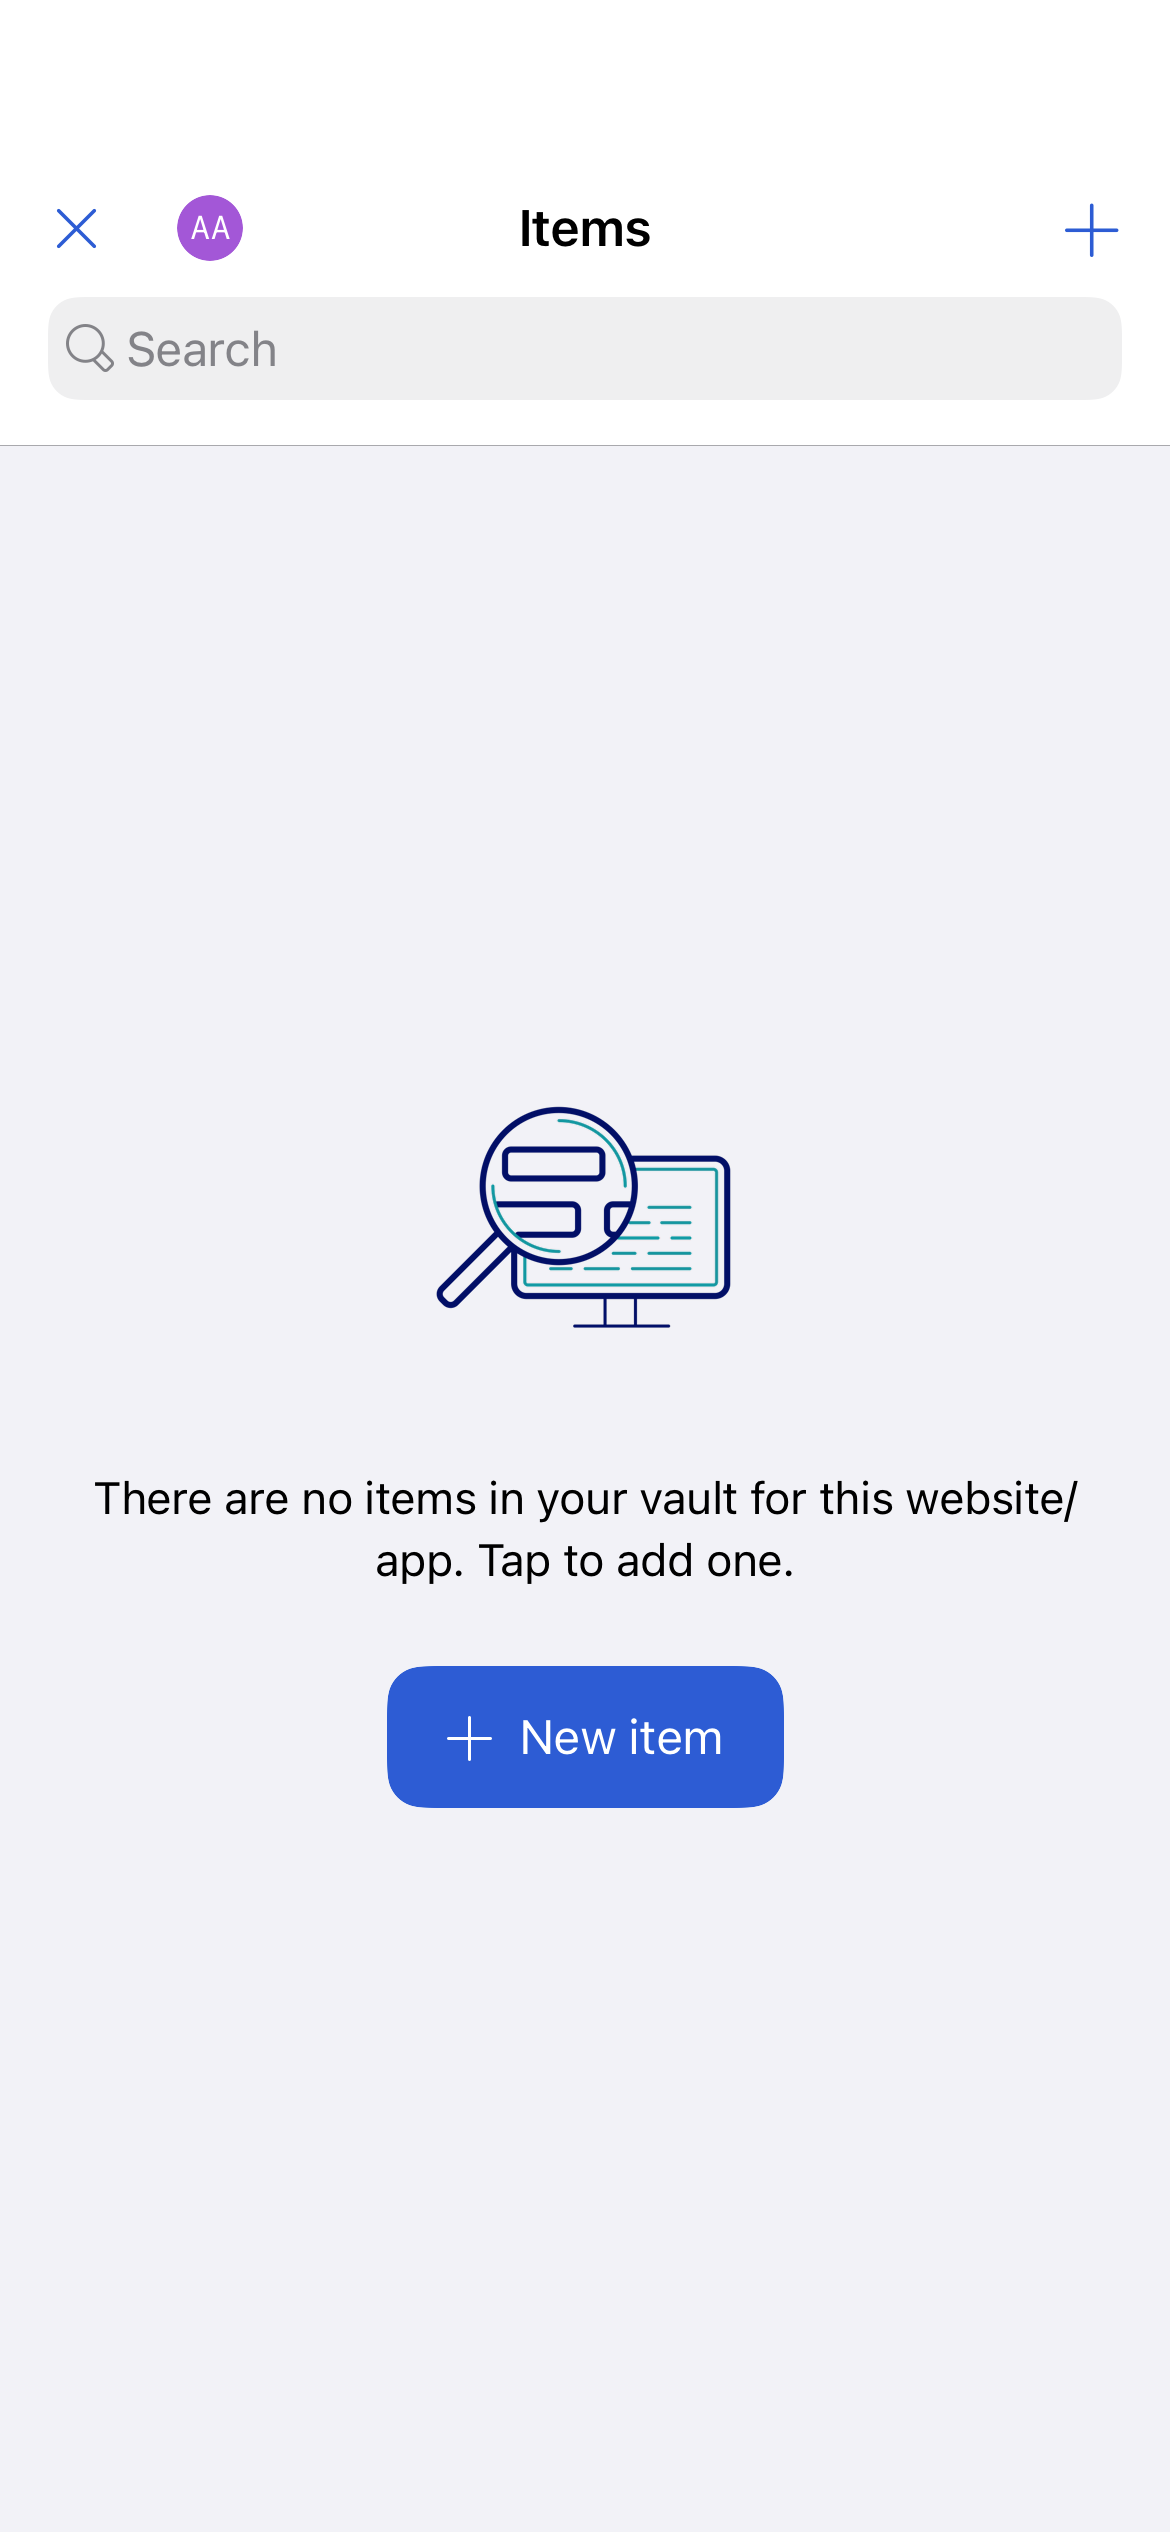 AA
Items
Search
There are no items in your vault for this website/
app. Tap to add one.
New item